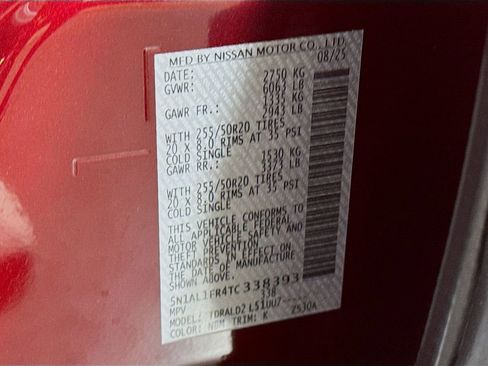 MFD BY NISSAN MOTOR CO., LTD.
08/25
DATE: 2750 KG
GVWR: 6063 LB
1335 KG
GAWR FR.: 2943 LB
WITH 255/50R20 TIRES
20 X 8.0 RIMS AT 35 PSI
COLD SINGLE 1530 KG
GAWR RR.: 3373 LB
WITH 255/50R20 TIRES
20 X 8.0 RIMS AT 35 PSI
COLD SINGLE
THIS VEHICLE CONFORMS TO
ALL APPLICABLE FEDERAL
MOTOR VEHICLE SAFETY AND
THEFT PREVENTION
STANDARDS IN EFFECT ON
THE DATE OF MANUFACTURE
SHOWN ABOVE.
5N1AL1FR4TC338393
MPV 338
MODEL: TDRALD2 L51UU7----
COLOR: NBM TRIM: K Z530A